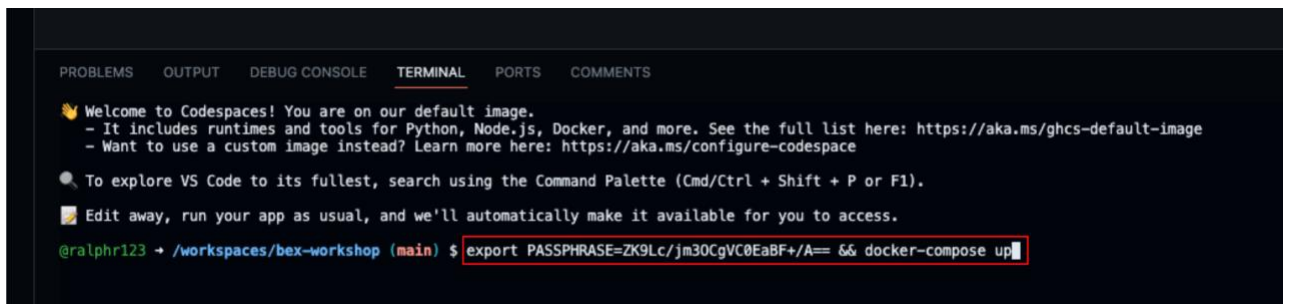 PROBLEMS OUTPUT DEBUG CONSOLE TERMINAL PORTS COMMENTS
👋 Welcome to Codespaces! You are on our default image.
– It includes runtimes and tools for Python, Node.js, Docker, and more. See the full list here: https://aka.ms/ghcs-default-image
– Want to use a custom image instead? Learn more here: https://aka.ms/configure-codespace
🔍 To explore VS Code to its fullest, search using the Command Palette (Cmd/Ctrl + Shift + P or F1).
📝 Edit away, run your app as usual, and we'll automatically make it available for you to access.
@ralphr123 → /workspaces/bex-workshop (main) $ export PASSPHRASE=ZK9Lc/jm3OCgVC0EaBF+/A== && docker-compose up